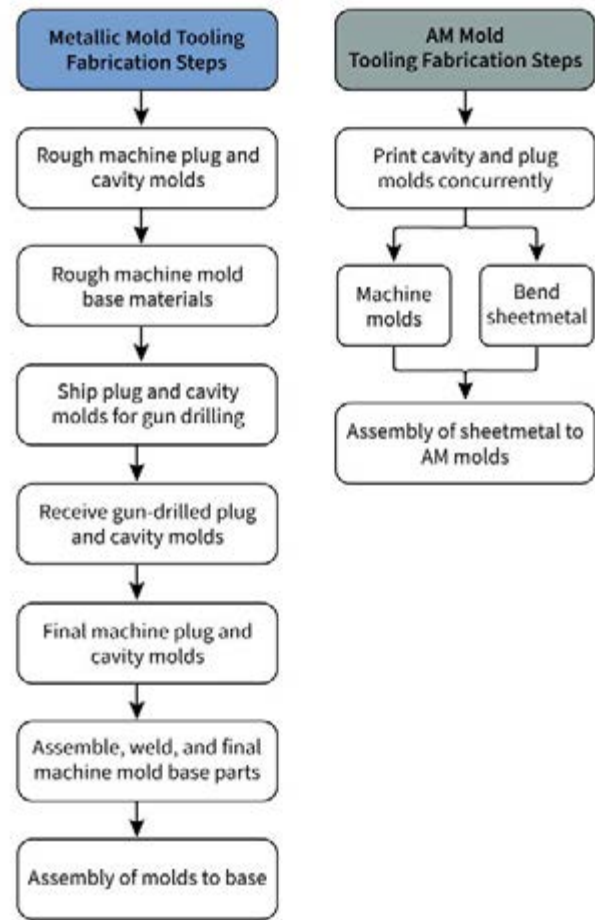 Metallic Mold Tooling
Fabrication Steps
Rough machine plug and
cavity molds
Rough machine mold
base materials
Ship plug and cavity
molds for gun drilling
Receive gun-drilled plug
and cavity molds
Final machine plug and
cavity molds
Assemble, weld, and final
machine mold base parts
Assembly of molds to base
AM Mold
Tooling Fabrication Steps
Print cavity and plug
molds concurrently
Machine
molds
Bend
sheetmetal
Assembly of sheetmetal to
AM molds